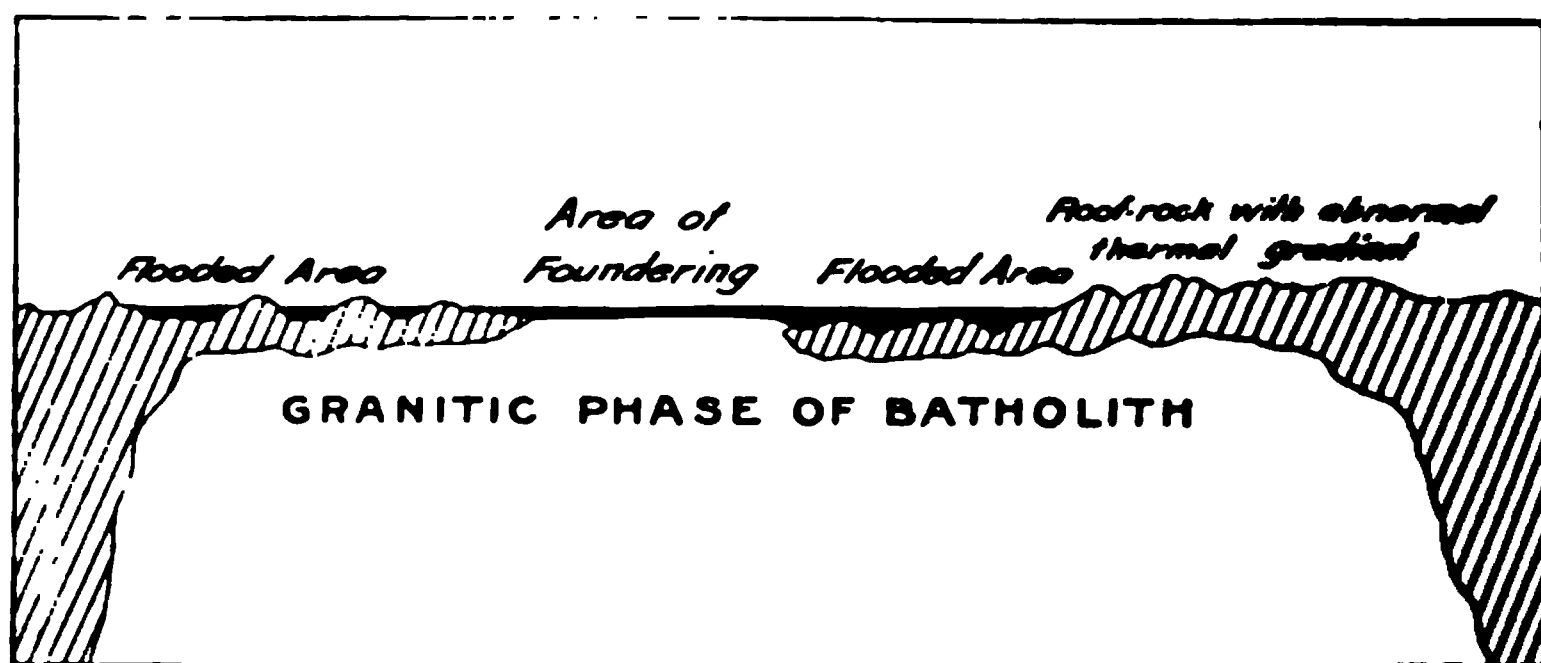 Area of
Foundering
Flooded Area
Flooded Area
Roof-rock with abnormal
thermal gradient
GRANITIC PHASE OF BATHOLITH